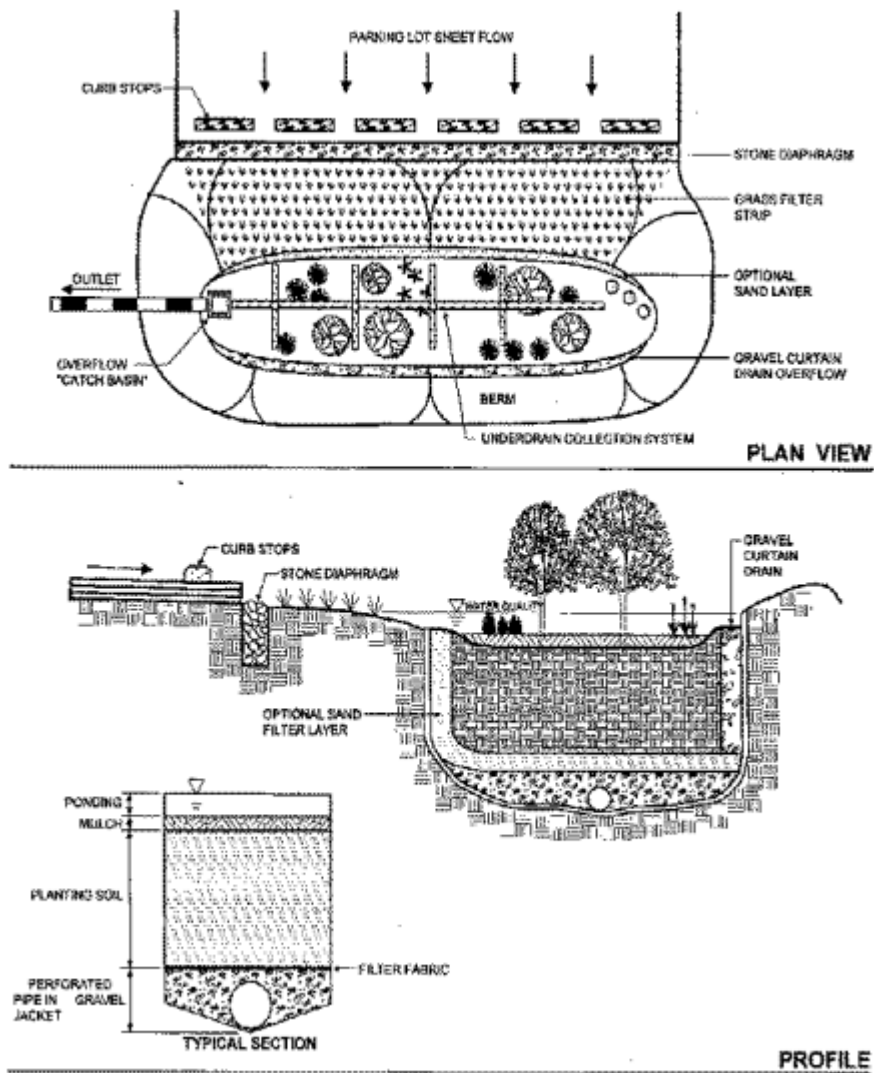 PARKING LOT SHEET FLOW
CURB STOPS
STONE DIAPHRAGM
GRASS FILTER
STRIP
OUTLET
OPTIONAL
SAND LAYER
OVERFLOW
"CATCH BASIN"
GRAVEL CURTAIN
DRAIN OVERFLOW
BERM
UNDERDRAIN COLLECTION SYSTEM
PLAN VIEW
CURB STOPS
STONE DIAPHRAGM
GRAVEL
CURTAIN
DRAIN
WATER QUALITY
OPTIONAL SAND
FILTER LAYER
PONDING
MULCH
PLANTING SOIL
FILTER FABRIC
PERFORATED
PIPE IN GRAVEL
JACKET
TYPICAL SECTION
PROFILE